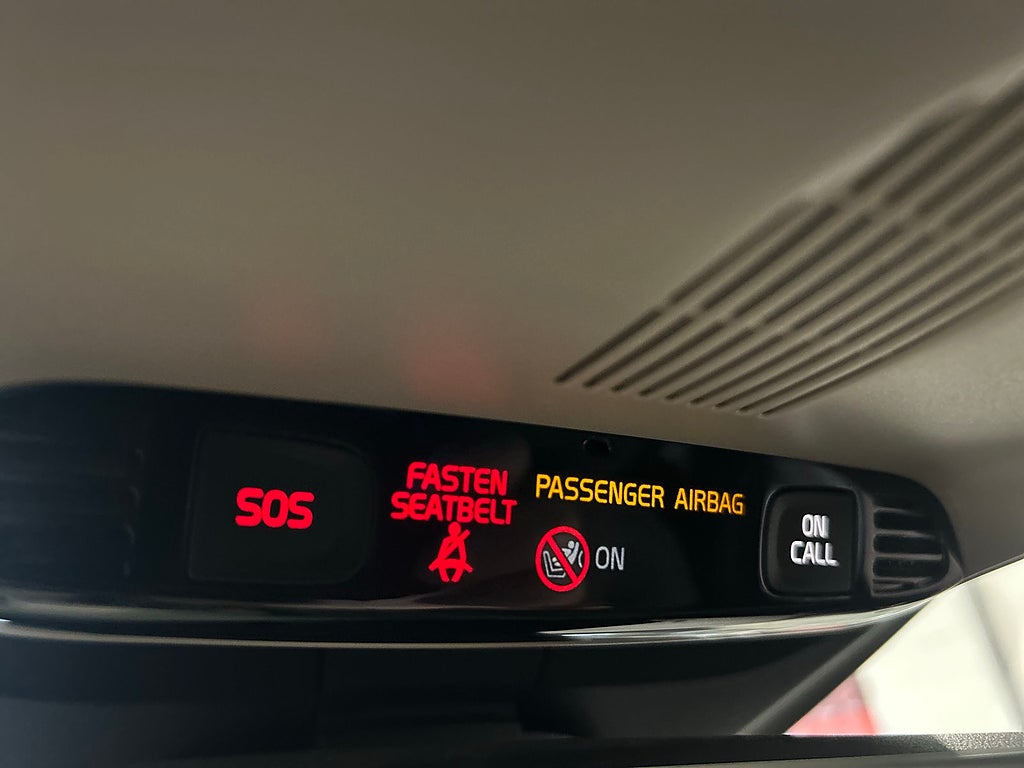 SOS
FASTEN
SEATBELT
PASSENGER AIRBAG
ON
ON
CALL